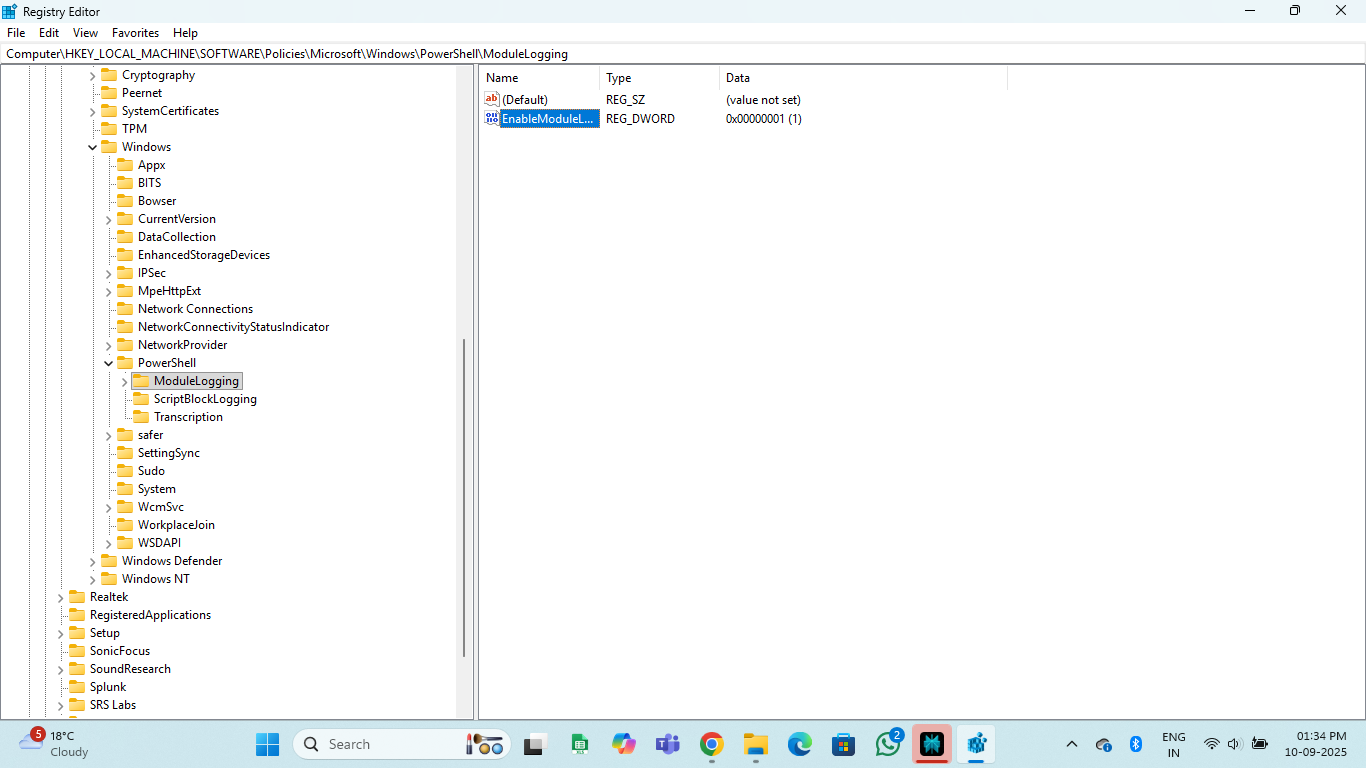 Registry Editor
File Edit View Favorites Help
Computer\HKEY_LOCAL_MACHINE\SOFTWARE\Policies\Microsoft\Windows\PowerShell\ModuleLogging
Cryptography
Peernet
SystemCertificates
TPM
Windows
Appx
BITS
Bowser
CurrentVersion
DataCollection
EnhancedStorageDevices
IPSec
MpeHttpExt
Network Connections
NetworkConnectivityStatusIndicator
NetworkProvider
PowerShell
ModuleLogging
ScriptBlockLogging
Transcription
safer
SettingSync
Sudo
System
WcmSvc
WorkplaceJoin
WSDAPI
Windows Defender
Windows NT
Realtek
RegisteredApplications
Setup
SonicFocus
SoundResearch
Splunk
SRS Labs
Name Type Data
(Default) REG_SZ (value not set)
EnableModuleL... REG_DWORD 0x00000001 (1)
5
18°C
Cloudy
Search
2
ENG
IN
01:34 PM
10-09-2025